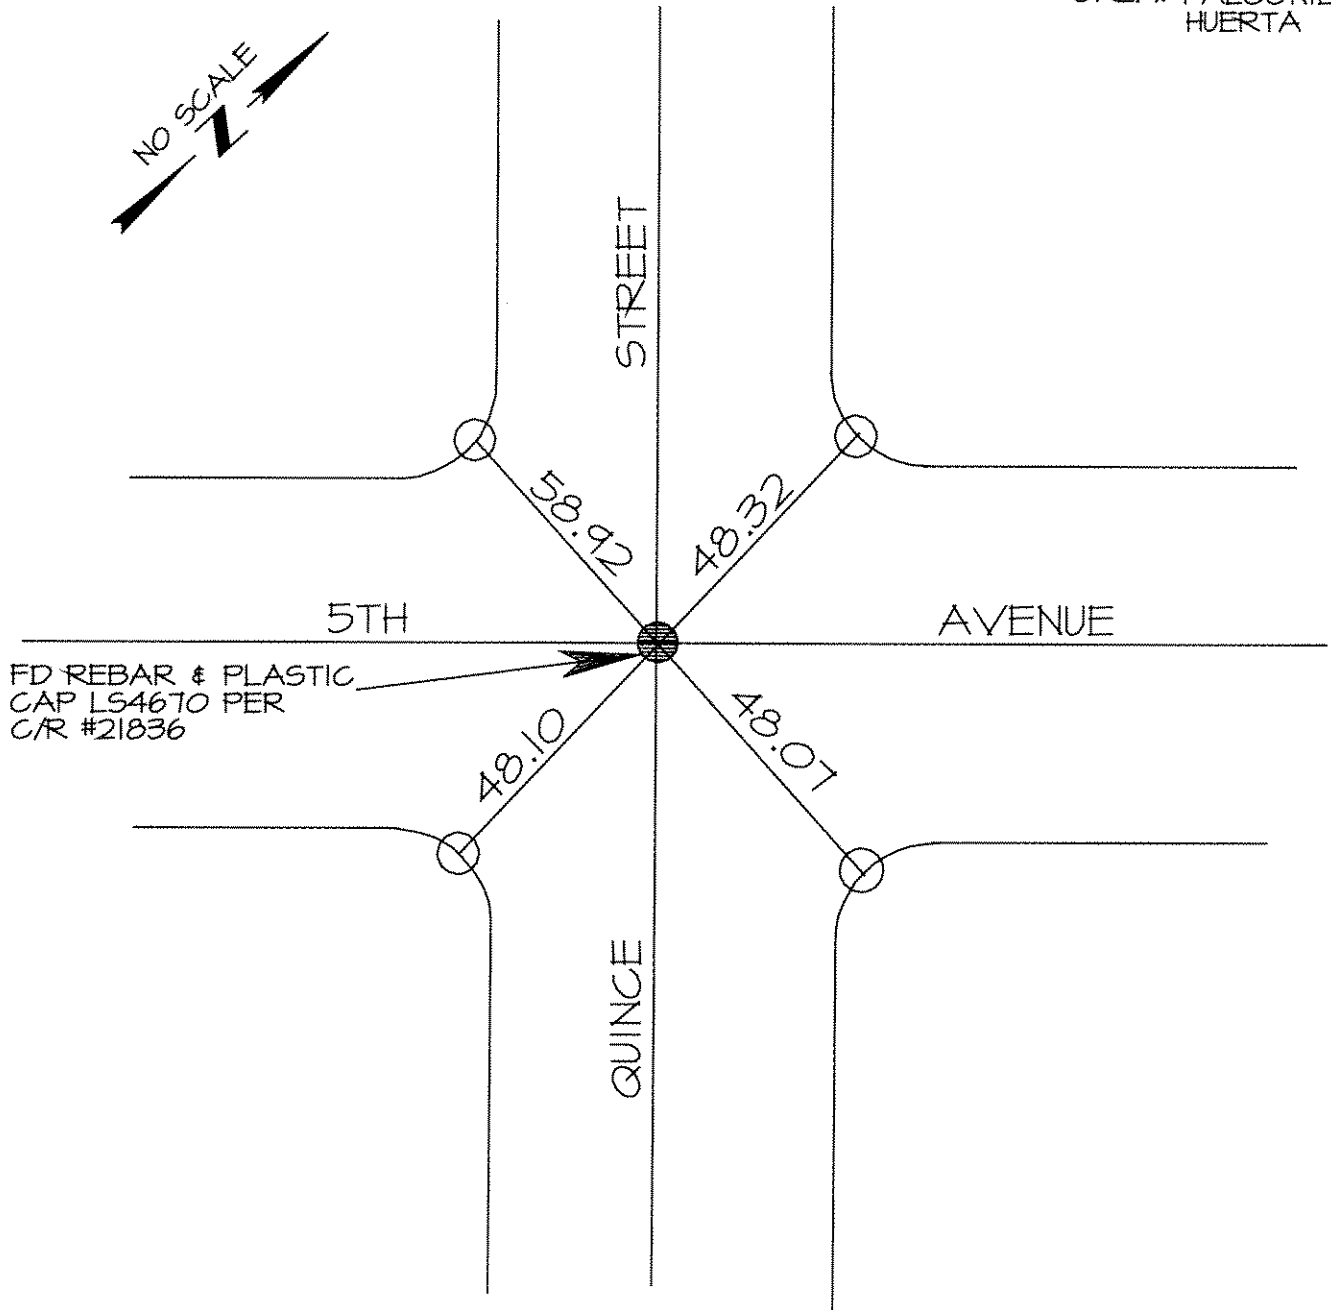 HUERTA
NO SCALE
N
STREET
58.92
48.32
5TH AVENUE
FD REBAR & PLASTIC
CAP LS4670 PER
C/R #21836
48.10
48.07
QUINCE